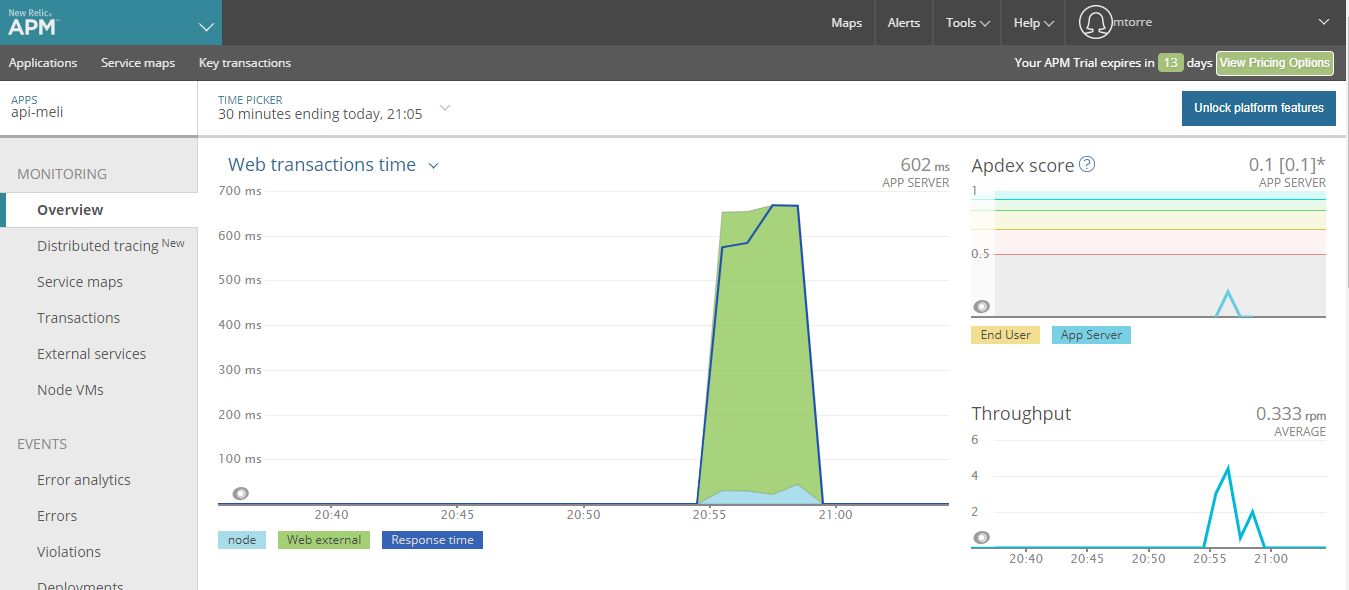 New Relic.
APM™
Maps
Alerts
Tools
Help
mtorre
Applications
Service maps
Key transactions
Your APM Trial expires in 13 days
View Pricing Options
APPS
api-meli
TIME PICKER
30 minutes ending today, 21:05
Unlock platform features
MONITORING
Overview
Distributed tracing New
Service maps
Transactions
External services
Node VMs
EVENTS
Error analytics
Errors
Violations
Deployments
Web transactions time
602 ms
APP SERVER
700 ms
600 ms
500 ms
400 ms
300 ms
200 ms
100 ms
20:40
20:45
20:50
20:55
21:00
node
Web external
Response time
Apdex score ?
0.1 [0.1]*
APP SERVER
1
0.5
End User
App Server
Throughput
0.333 rpm
AVERAGE
6
4
2
20:40
20:45
20:50
20:55
21:00